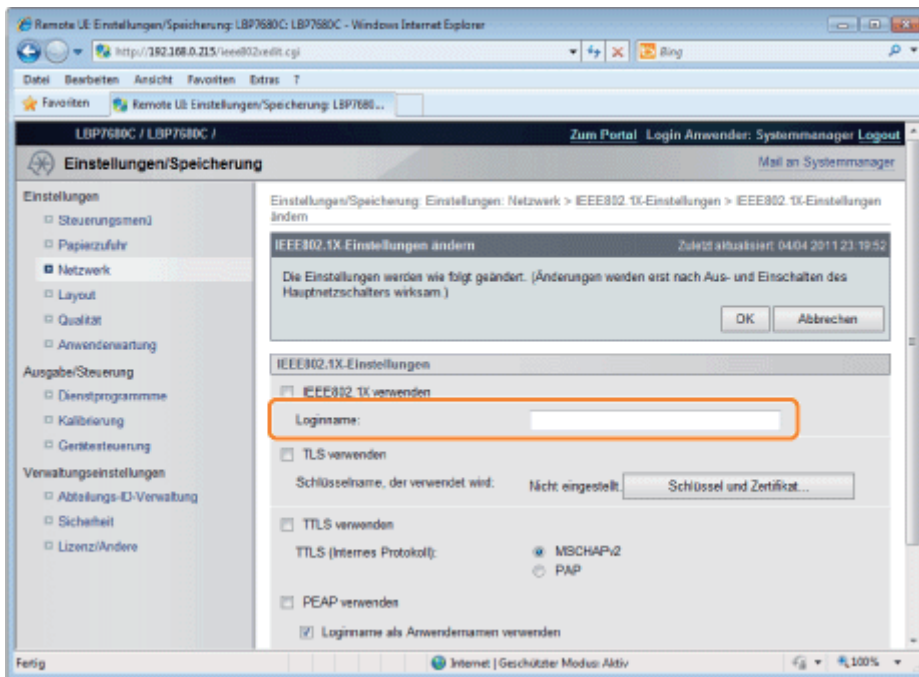 Remote UI: Einstellungen/Speicherung: LBP7680C: LBP7680C - Windows Internet Explorer
http://192.168.0.215/ieee802xedit.cgi
Bing
Datei Bearbeiten Ansicht Favoriten Extras ?
Favoriten Remote UI: Einstellungen/Speicherung: LBP7680...
LBP7680C / LBP7680C / Zum Portal Login Anwender: Systemmanager Logout
Einstellungen/Speicherung Mail an Systemmanager
Einstellungen
Steuerungsmenü
Papierzufuhr
Netzwerk
Layout
Qualität
Anwenderwartung
Ausgabe/Steuerung
Dienstprogramme
Kalibrierung
Gerätesteuerung
Verwaltungseinstellungen
Abteilungs-ID-Verwaltung
Sicherheit
Lizenz/Andere
Einstellungen/Speicherung: Einstellungen: Netzwerk > IEEE802.1X-Einstellungen > IEEE802.1X-Einstellungen
ändern
IEEE802.1X-Einstellungen ändern Zuletzt aktualisiert: 04/04 2011 23:19:52
Die Einstellungen werden wie folgt geändert. (Änderungen werden erst nach Aus- und Einschalten des
Hauptnetzschalters wirksam.)
OK Abbrechen
IEEE802.1X-Einstellungen
IEEE802.1X verwenden
Loginname:
TLS verwenden
Schlüsselname, der verwendet wird: Nicht eingestellt. Schlüssel und Zertifikat...
TTLS verwenden
TTLS (Internes Protokoll): MSCHAPv2
PAP
PEAP verwenden
Loginname als Anwendernamen verwenden
Fertig Internet | Geschützter Modus: Aktiv 100%